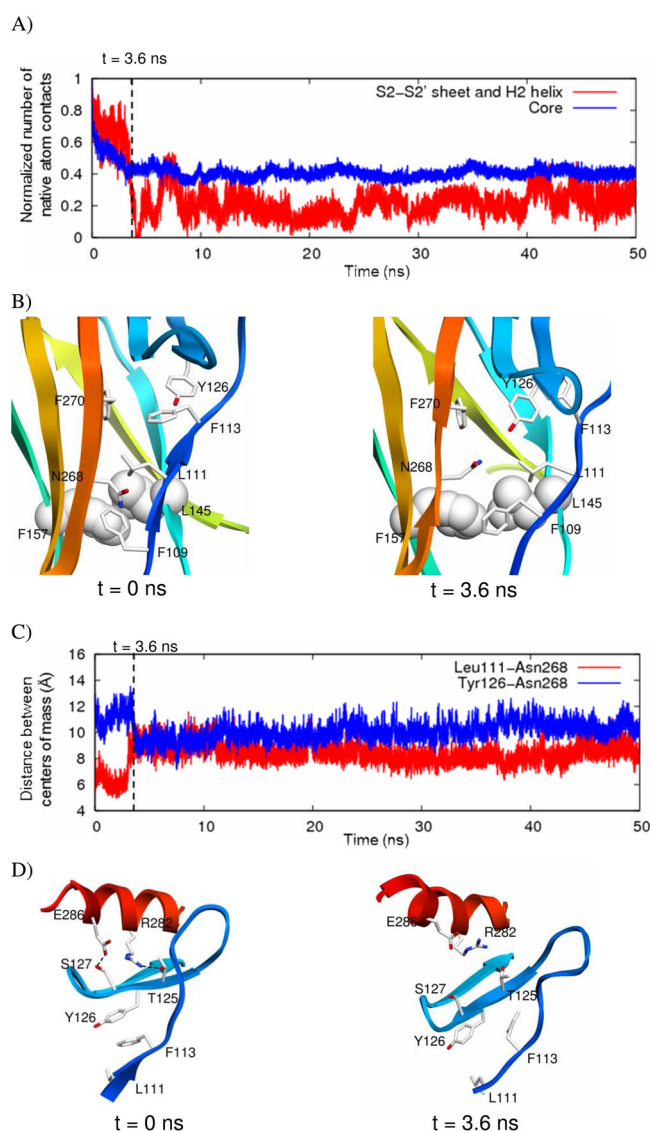 A)
t = 3.6 ns
Normalized number of
native atom contacts
S2-S2' sheet and H2 helix
Core
1
0.8
0.6
0.4
0.2
0
0
10
20
30
40
50
Time (ns)
B)
F270
Y126
F113
N268
L111
L145
F157
F109
t = 0 ns
Y126
F270
F113
N268
L111
L145
F157
F109
t = 3.6 ns
C)
t = 3.6 ns
Distance between
centers of mass (Å)
Leu111-Asn268
Tyr126-Asn268
16
14
12
10
8
6
4
0
10
20
30
40
50
Time (ns)
D)
E286
R282
S127
T125
Y126
F113
L111
t = 0 ns
E286
R282
S127
T125
Y126
F113
L111
t = 3.6 ns